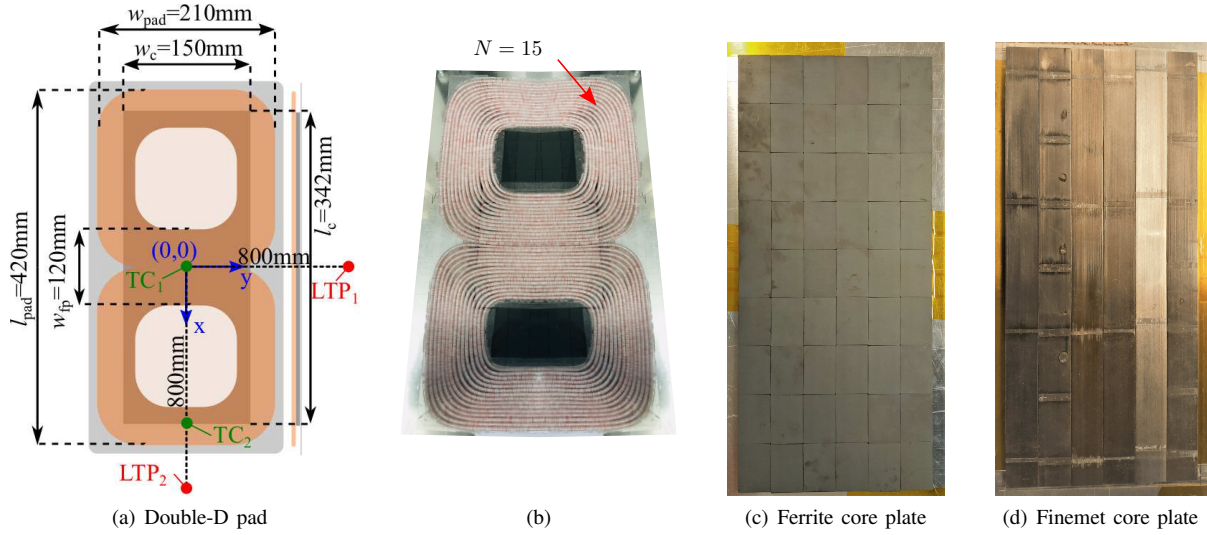 w_pad=210mm
w_c=150mm
l_pad=420mm
w_fp=120mm
l_c=342mm
(0,0)
800mm
TC_1
y
LTP_1
x
800mm
TC_2
LTP_2
(a) Double-D pad
N = 15
(b)
(c) Ferrite core plate
(d) Finemet core plate